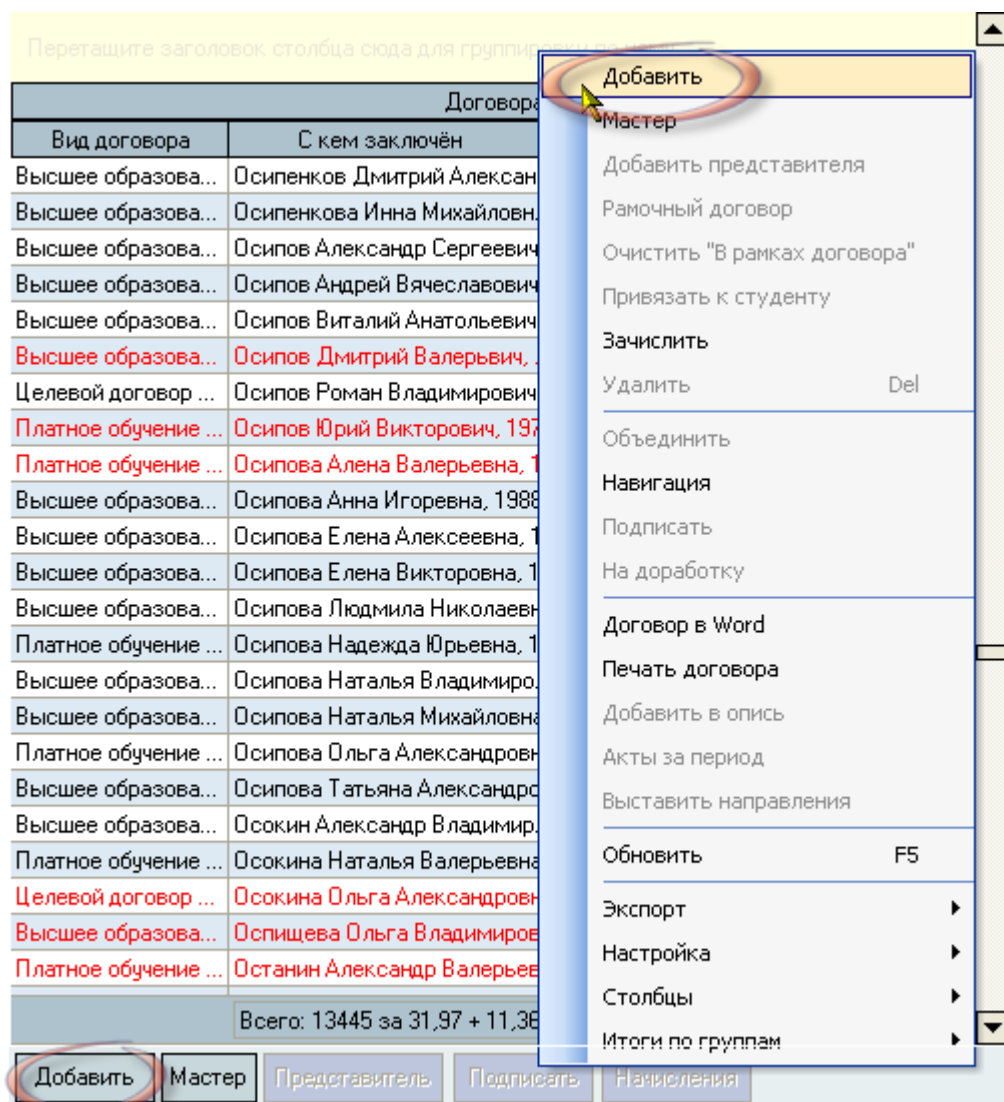 Перетащите заголовок столбца сюда для группировки по нему
Договора
Вид договора С кем заключён
Высшее образова... Осипенков Дмитрий Алексан
Высшее образова... Осипенкова Инна Михайловн.
Высшее образова... Осипов Александр Сергеевич
Высшее образова... Осипов Андрей Вячеславович
Высшее образова... Осипов Виталий Анатольевич
Высшее образова... Осипов Дмитрий Валерьвич, .
Целевой договор ... Осипов Роман Владимирович
Платное обучение ... Осипов Юрий Викторович, 197
Платное обучение ... Осипова Алена Валерьевна, 1
Высшее образова... Осипова Анна Игоревна, 1988
Высшее образова... Осипова Елена Алексеевна, 1
Высшее образова... Осипова Елена Викторовна, 1
Высшее образова... Осипова Людмила Николаевн
Платное обучение ... Осипова Надежда Юрьевна, 1
Высшее образова... Осипова Наталья Владимиро.
Высшее образова... Осипова Наталья Михайловна
Платное обучение ... Осипова Ольга Александровн
Высшее образова... Осипова Татьяна Александро
Высшее образова... Осокин Александр Владимир.
Платное обучение ... Осокина Наталья Валерьевна
Целевой договор ... Осокина Ольга Александровн
Высшее образова... Оспищева Ольга Владимиров
Платное обучение ... Останин Александр Валерьев
Всего: 13445 за 31,97 + 11,38
Добавить Мастер Представитель Подписать Начисления
Добавить
Мастер
Добавить представителя
Рамочный договор
Очистить "В рамках договора"
Привязать к студенту
Зачислить
Удалить Del
Объединить
Навигация
Подписать
На доработку
Договор в Word
Печать договора
Добавить в опись
Акты за период
Выставить направления
Обновить F5
Экспорт
Настройка
Столбцы
Итоги по группам